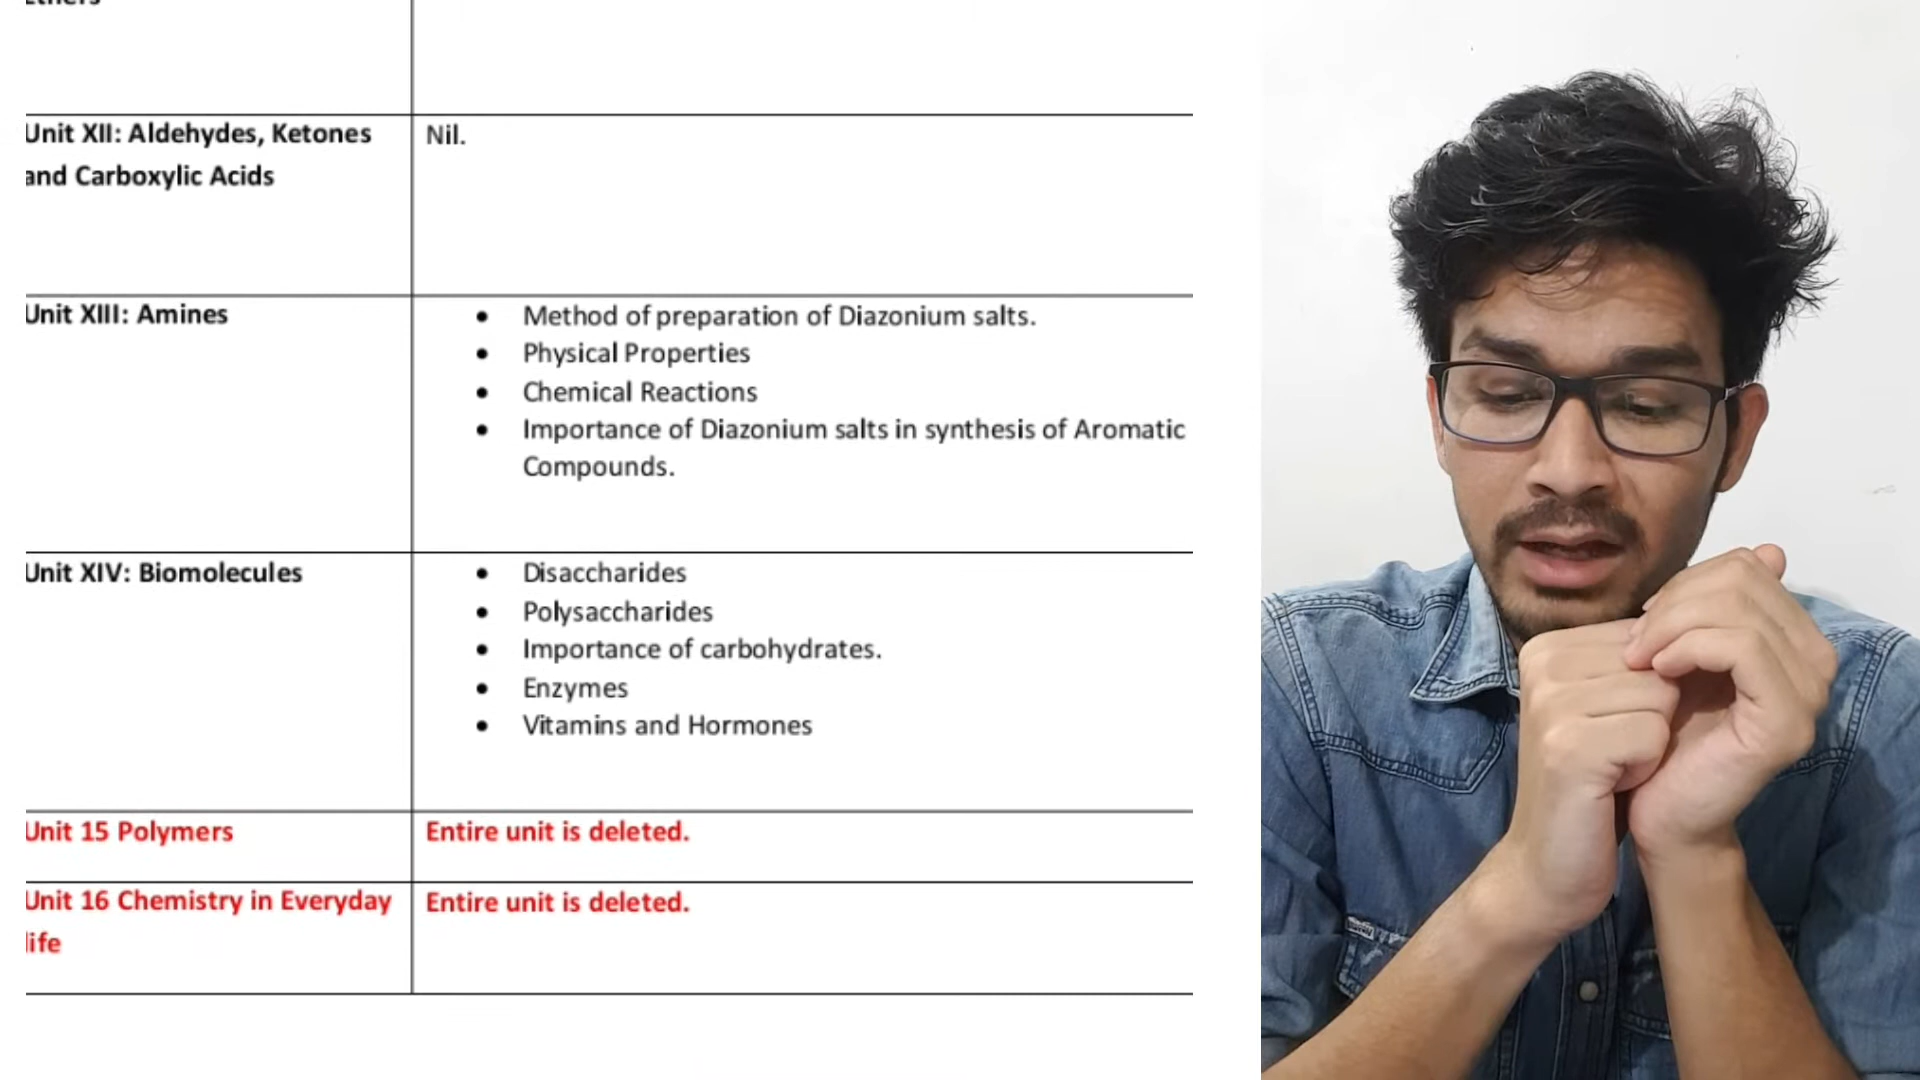 Ethers
Unit XII: Aldehydes, Ketones
and Carboxylic Acids
Nil.
Unit XIII: Amines
• Method of preparation of Diazonium salts.
• Physical Properties
• Chemical Reactions
• Importance of Diazonium salts in synthesis of Aromatic
Compounds.
Unit XIV: Biomolecules
• Disaccharides
• Polysaccharides
• Importance of carbohydrates.
• Enzymes
• Vitamins and Hormones
Unit 15 Polymers
Entire unit is deleted.
Unit 16 Chemistry in Everyday
life
Entire unit is deleted.